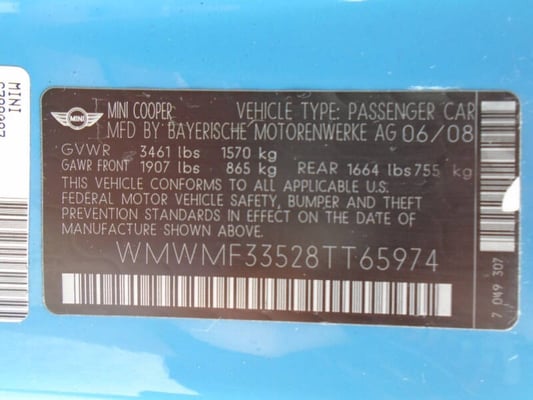 MINI
MINI COOPER VEHICLE TYPE: PASSENGER CAR
MFD BY BAYERISCHE MOTORENWERKE AG 06/08
GVWR 3461 lbs 1570 kg
GAWR FRONT 1907 lbs 865 kg REAR 1664 lbs 755 kg
THIS VEHICLE CONFORMS TO ALL APPLICABLE U.S.
FEDERAL MOTOR VEHICLE SAFETY, BUMPER AND THEFT
PREVENTION STANDARDS IN EFFECT ON THE DATE OF
MANUFACTURE SHOWN ABOVE.
WMWMF33528TT65974
7 049 307
MINI